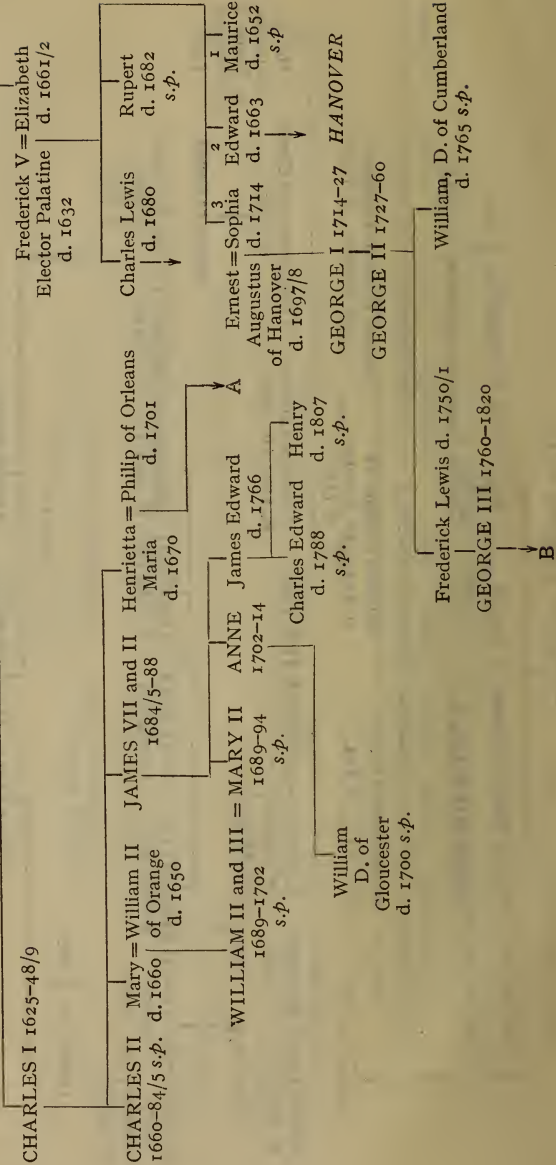 CHARLES I 1625–48/9
Frederick V = Elizabeth
Elector Palatine d. 1661/2
d. 1632
CHARLES II
1660–84/5 s.p.
Mary = William II
d. 1660 of Orange
d. 1650
JAMES VII and II
1684/5–88
Henrietta = Philip of Orleans
Maria d. 1701
d. 1670
Charles Lewis
d. 1680
Rupert
d. 1682
s.p.
3 2 1
Ernest = Sophia
Augustus d. 1714
of Hanover
d. 1697/8
Edward
d. 1663
Maurice
d. 1652
s.p
WILLIAM II and III = MARY II
1689–1702 1689–94
s.p. s.p.
ANNE
1702–14
James Edward
d. 1766
A
GEORGE I 1714–27 HANOVER
Charles Edward
d. 1788
s.p.
Henry
d. 1807
s.p.
GEORGE II 1727–60
William
D. of
Gloucester
d. 1700 s.p.
Frederick Lewis d. 1750/1
William, D. of Cumberland
d. 1765 s.p.
GEORGE III 1760–1820
B